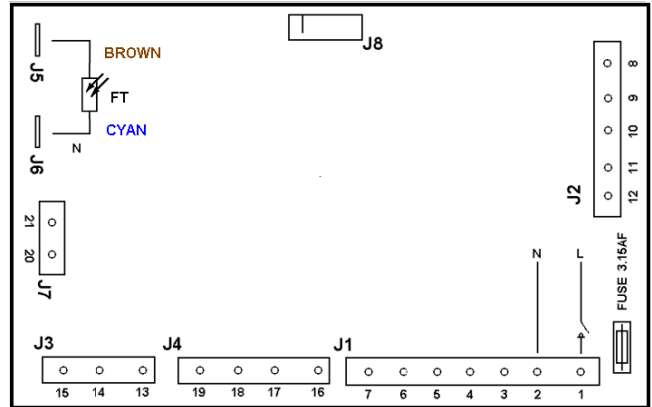 J8
J5
BROWN
FT
CYAN
N
J6
8
9
10
11
12
J2
21
20
J7
N
L
FUSE 3.15AF
J3
J4
J1
15 14 13
19 18 17 16
7 6 5 4 3 2 1